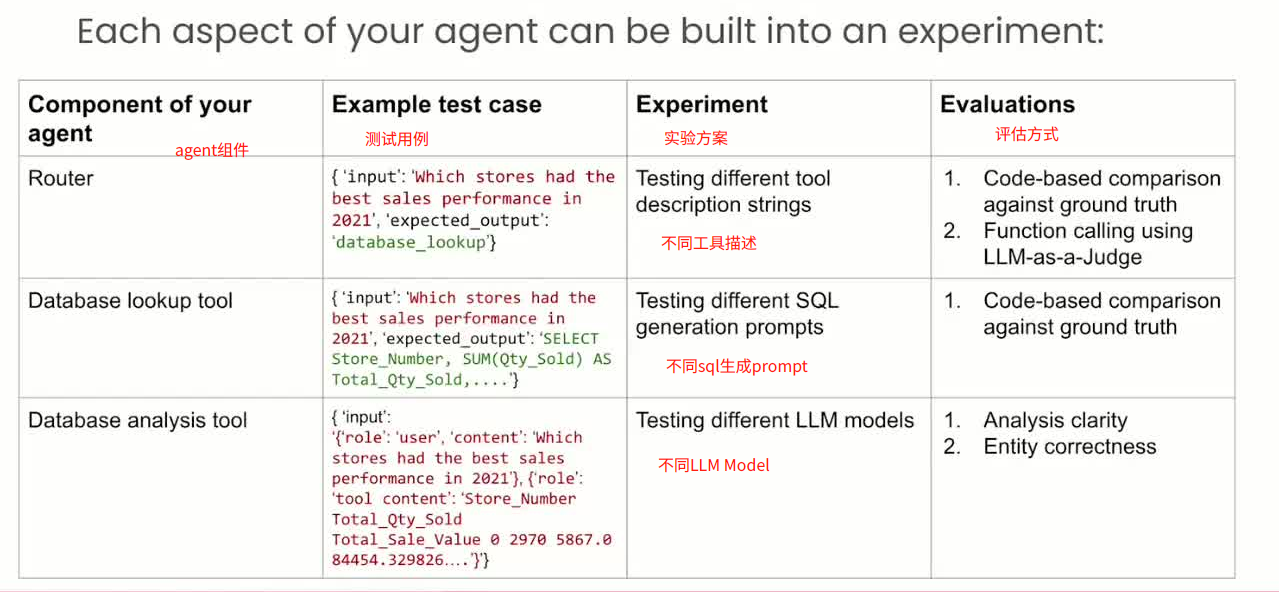 Each aspect of your agent can be built into an experiment:
Component of your
agent
agent组件
Example test case
测试用例
Experiment
实验方案
Evaluations
评估方式
Router
{ ‘input’: ‘Which stores had the
best sales performance in
2021’, ‘expected_output’:
‘database_lookup’}
Testing different tool
description strings
不同工具描述
1. Code-based comparison
against ground truth
2. Function calling using
LLM-as-a-Judge
Database lookup tool
{ ‘input’: ‘Which stores had the
best sales performance in
2021’, ‘expected_output’: ‘SELECT
Store_Number, SUM(Qty_Sold) AS
Total_Qty_Sold,....’}
Testing different SQL
generation prompts
不同sql生成prompt
1. Code-based comparison
against ground truth
Database analysis tool
{ ‘input’:
‘{‘role’: ‘user’, ‘content’: ‘Which
stores had the best sales
performance in 2021’}, {‘role’:
‘tool content’: ‘Store_Number
Total_Qty_Sold
Total_Sale_Value 0 2970 5867.0
84454.329826....’}’}
Testing different LLM models
不同LLM Model
1. Analysis clarity
2. Entity correctness